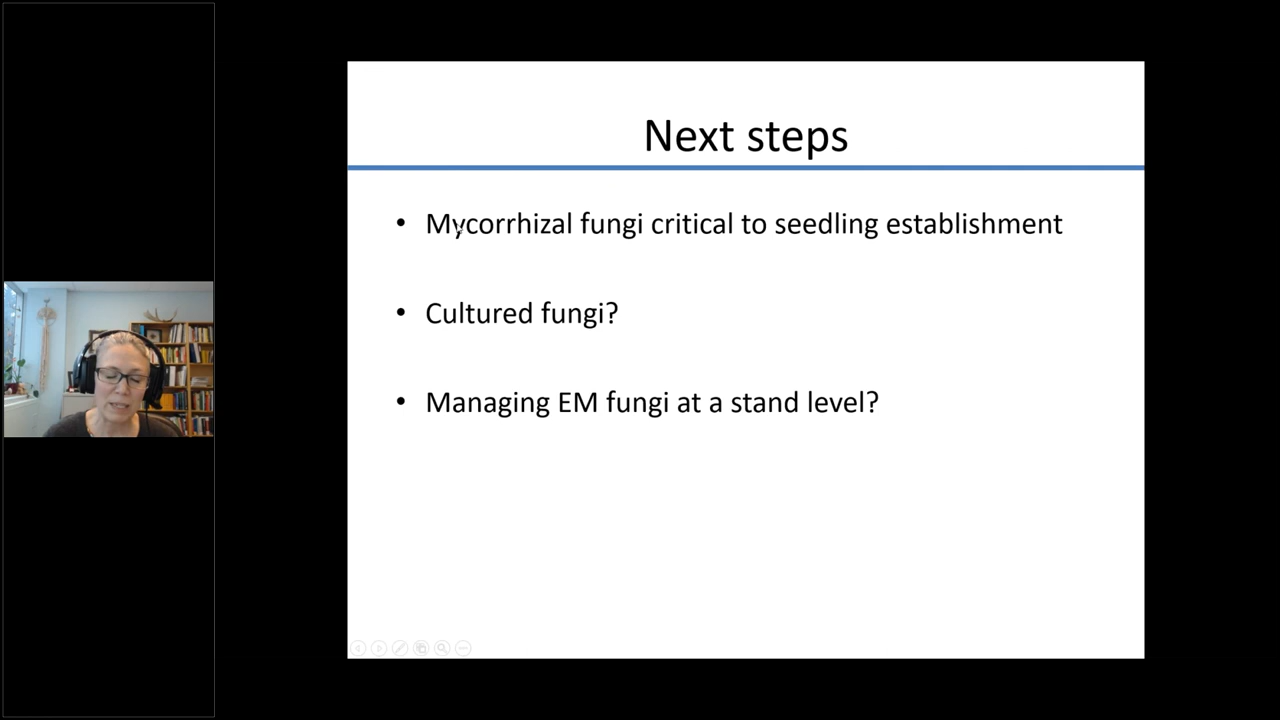 Next steps
• Mycorrhizal fungi critical to seedling establishment
• Cultured fungi?
• Managing EM fungi at a stand level?